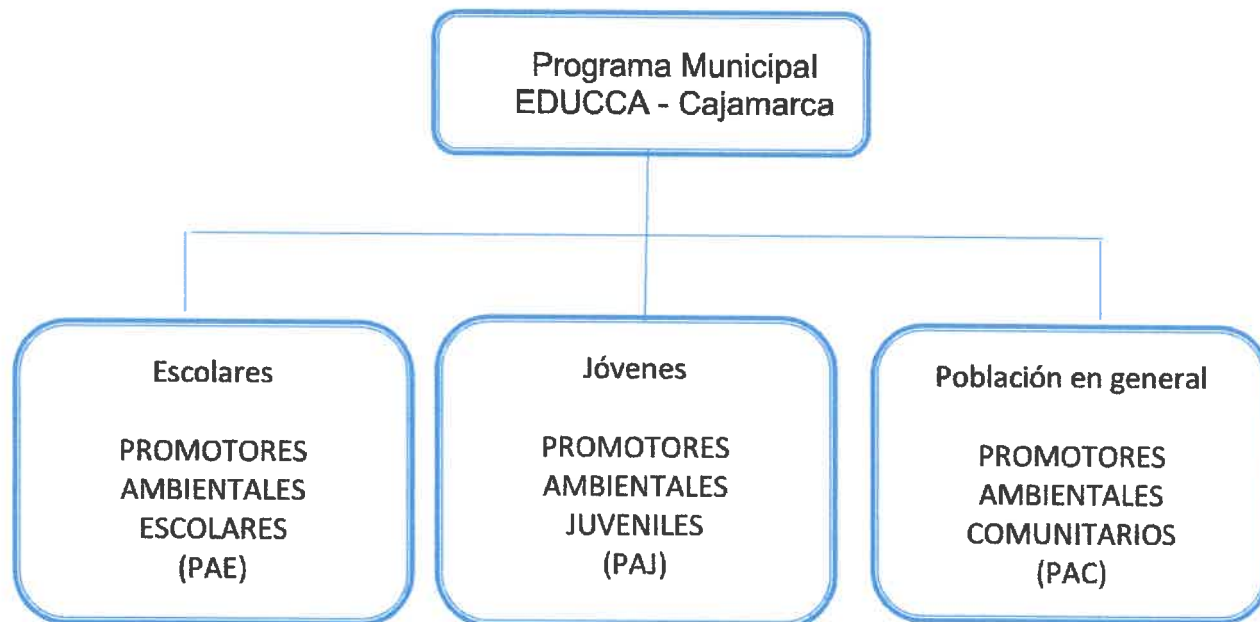 Programa Municipal
EDUCCA - Cajamarca
Escolares
PROMOTORES
AMBIENTALES
ESCOLARES
(PAE)
Jóvenes
PROMOTORES
AMBIENTALES
JUVENILES
(PAJ)
Población en general
PROMOTORES
AMBIENTALES
COMUNITARIOS
(PAC)